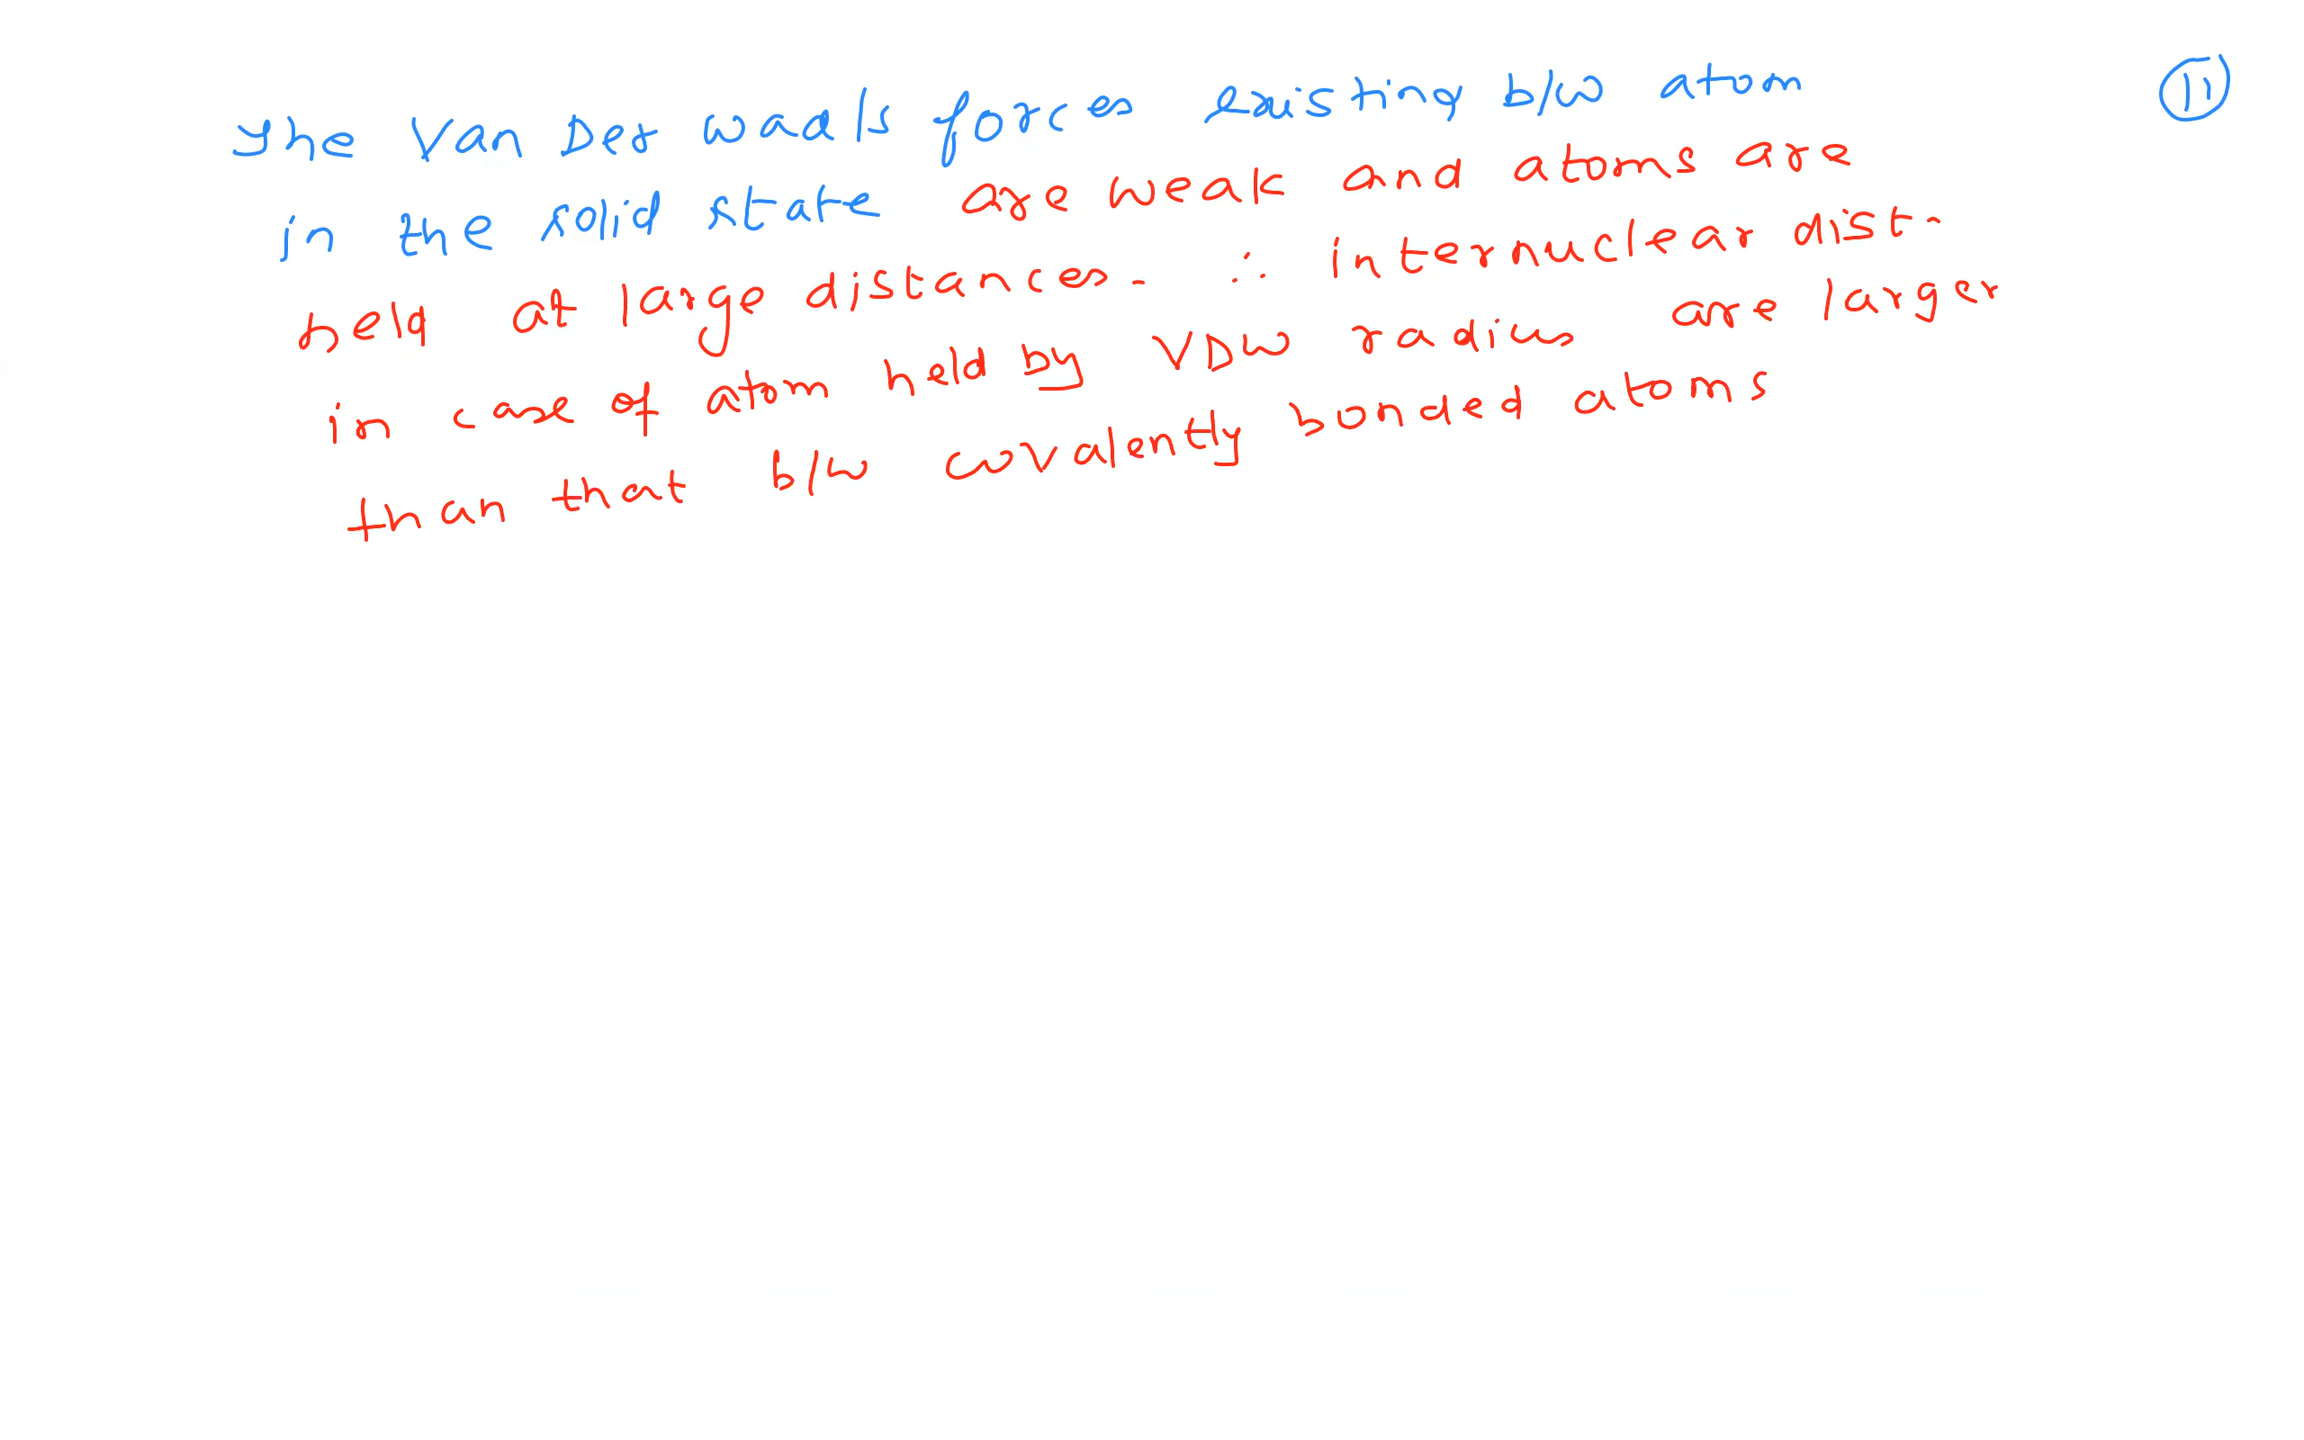 The Van Der Waals forces existing b/w atom
in the solid state are weak and atoms are
held at large distances. ∴ internuclear dist.
in case of atom held by VDW radius are larger
than that b/w covalently bonded atoms
11